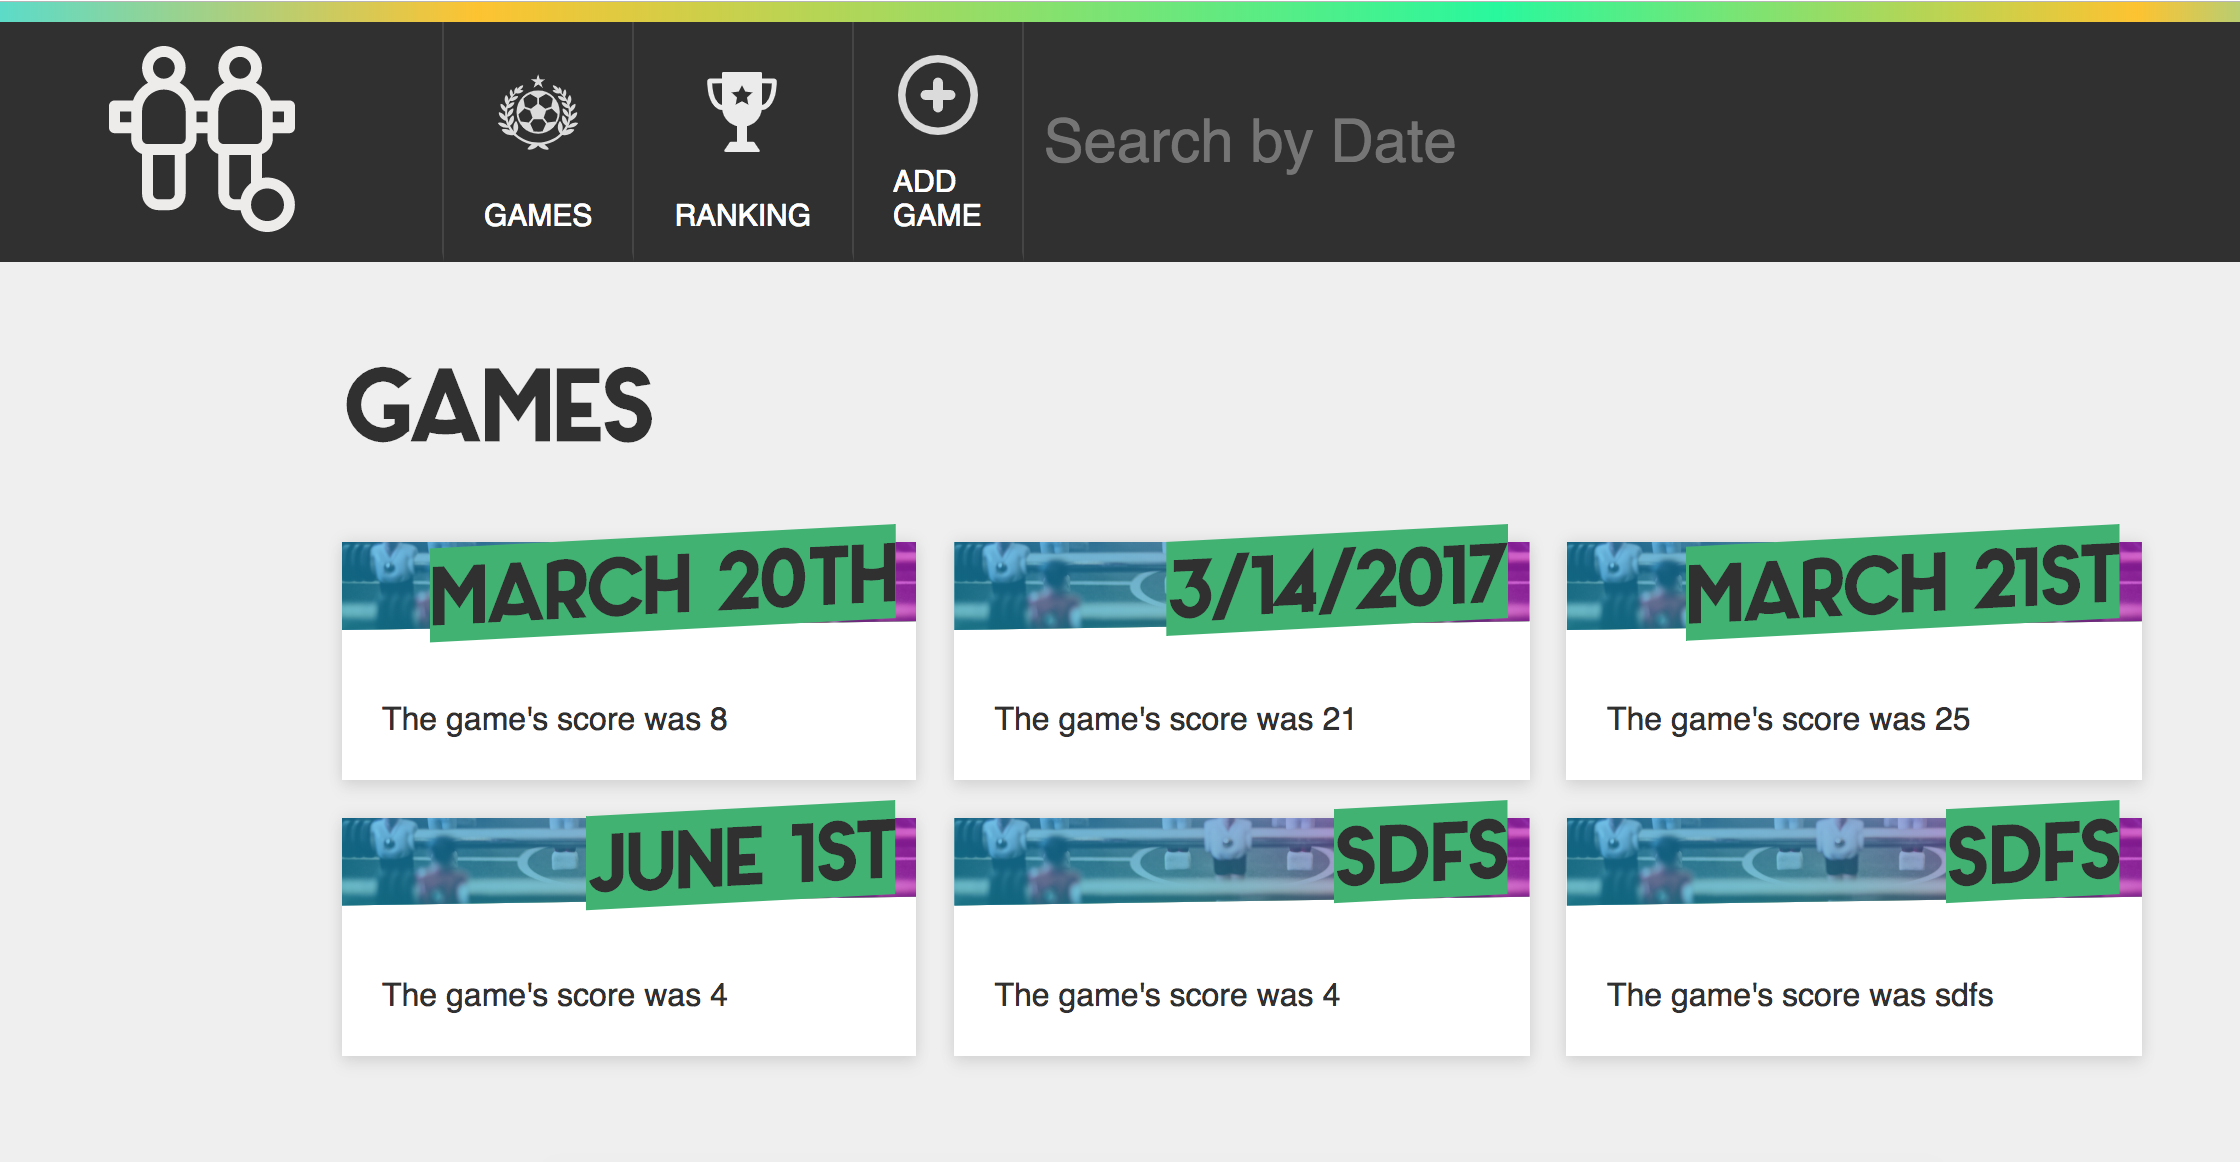 GAMES
RANKING
ADD
GAME
Search by Date
GAMES
MARCH 20TH
The game's score was 8
3/14/2017
The game's score was 21
MARCH 21ST
The game's score was 25
JUNE 1ST
The game's score was 4
SDFS
The game's score was 4
SDFS
The game's score was sdfs